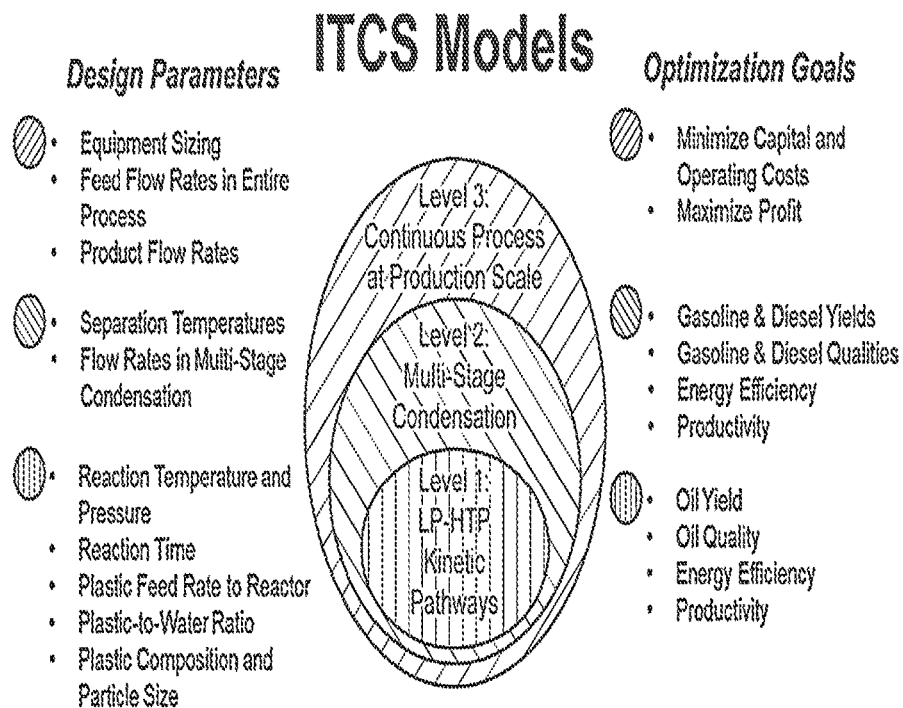 ITCS Models
Design Parameters
• Equipment Sizing
• Feed Flow Rates in Entire
Process
• Product Flow Rates
• Separation Temperatures
• Flow Rates in Multi-Stage
Condensation
• Reaction Temperature and
Pressure
• Reaction Time
• Plastic Feed Rate to Reactor
• Plastic-to-Water Ratio
• Plastic Composition and
Particle Size
Level 3:
Continuous Process
at Production Scale
Level 2:
Multi-Stage
Condensation
Level 1:
LP-HTP
Kinetic
Pathways
Optimization Goals
• Minimize Capital and
Operating Costs
• Maximize Profit
• Gasoline & Diesel Yields
• Gasoline & Diesel Qualities
• Energy Efficiency
• Productivity
• Oil Yield
• Oil Quality
• Energy Efficiency
• Productivity